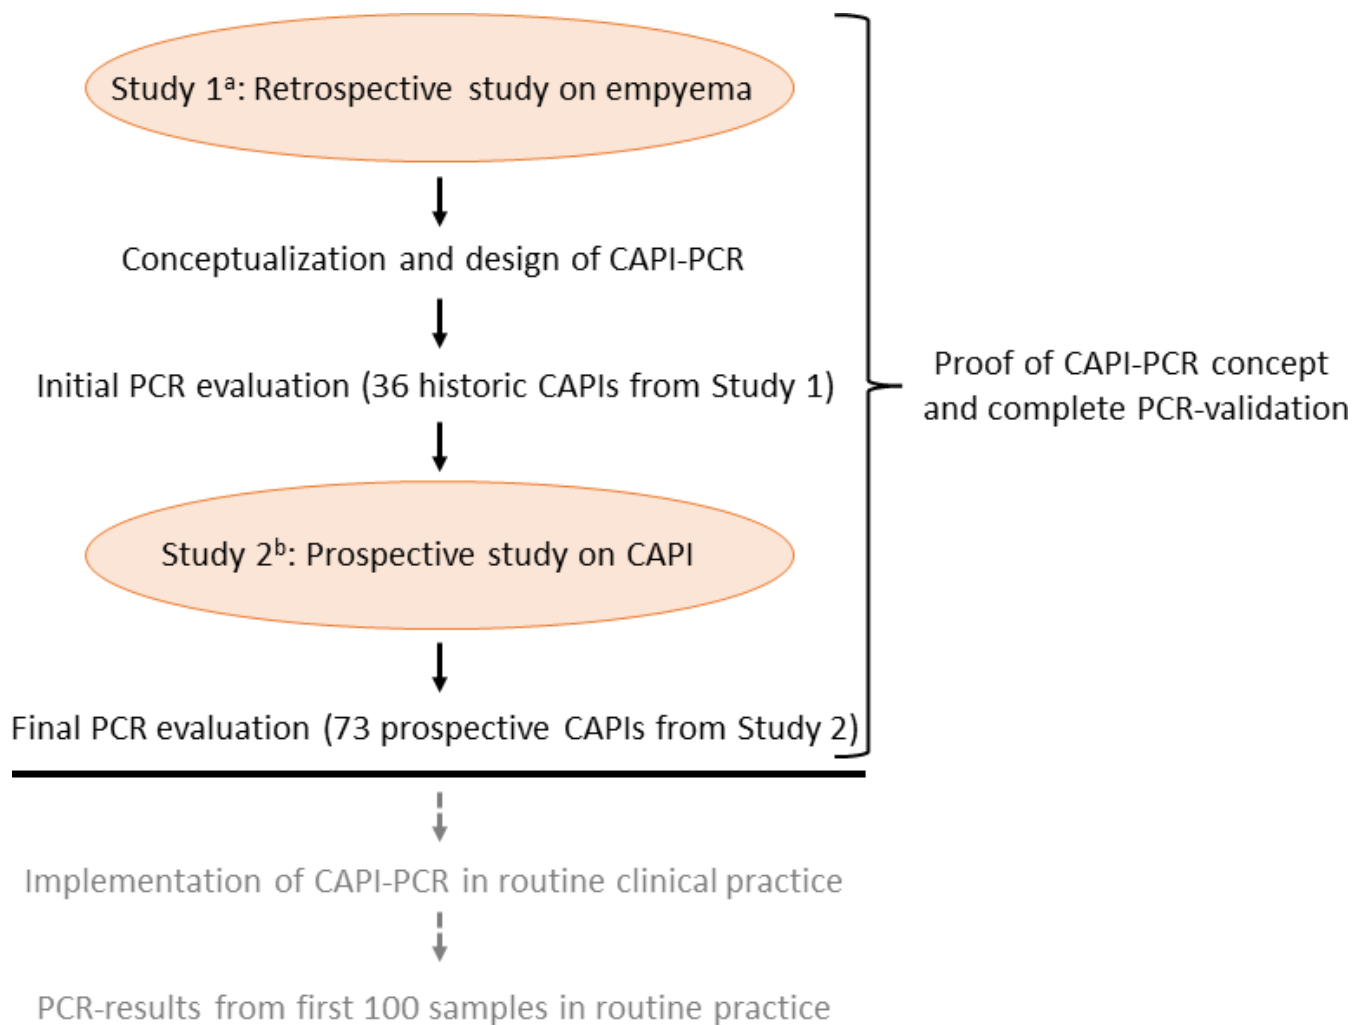 Study 1ᵃ: Retrospective study on empyema
Conceptualization and design of CAPI-PCR
Initial PCR evaluation (36 historic CAPIs from Study 1)
Proof of CAPI-PCR concept
and complete PCR-validation
Study 2ᵇ: Prospective study on CAPI
Final PCR evaluation (73 prospective CAPIs from Study 2)
Implementation of CAPI-PCR in routine clinical practice
PCR-results from first 100 samples in routine practice